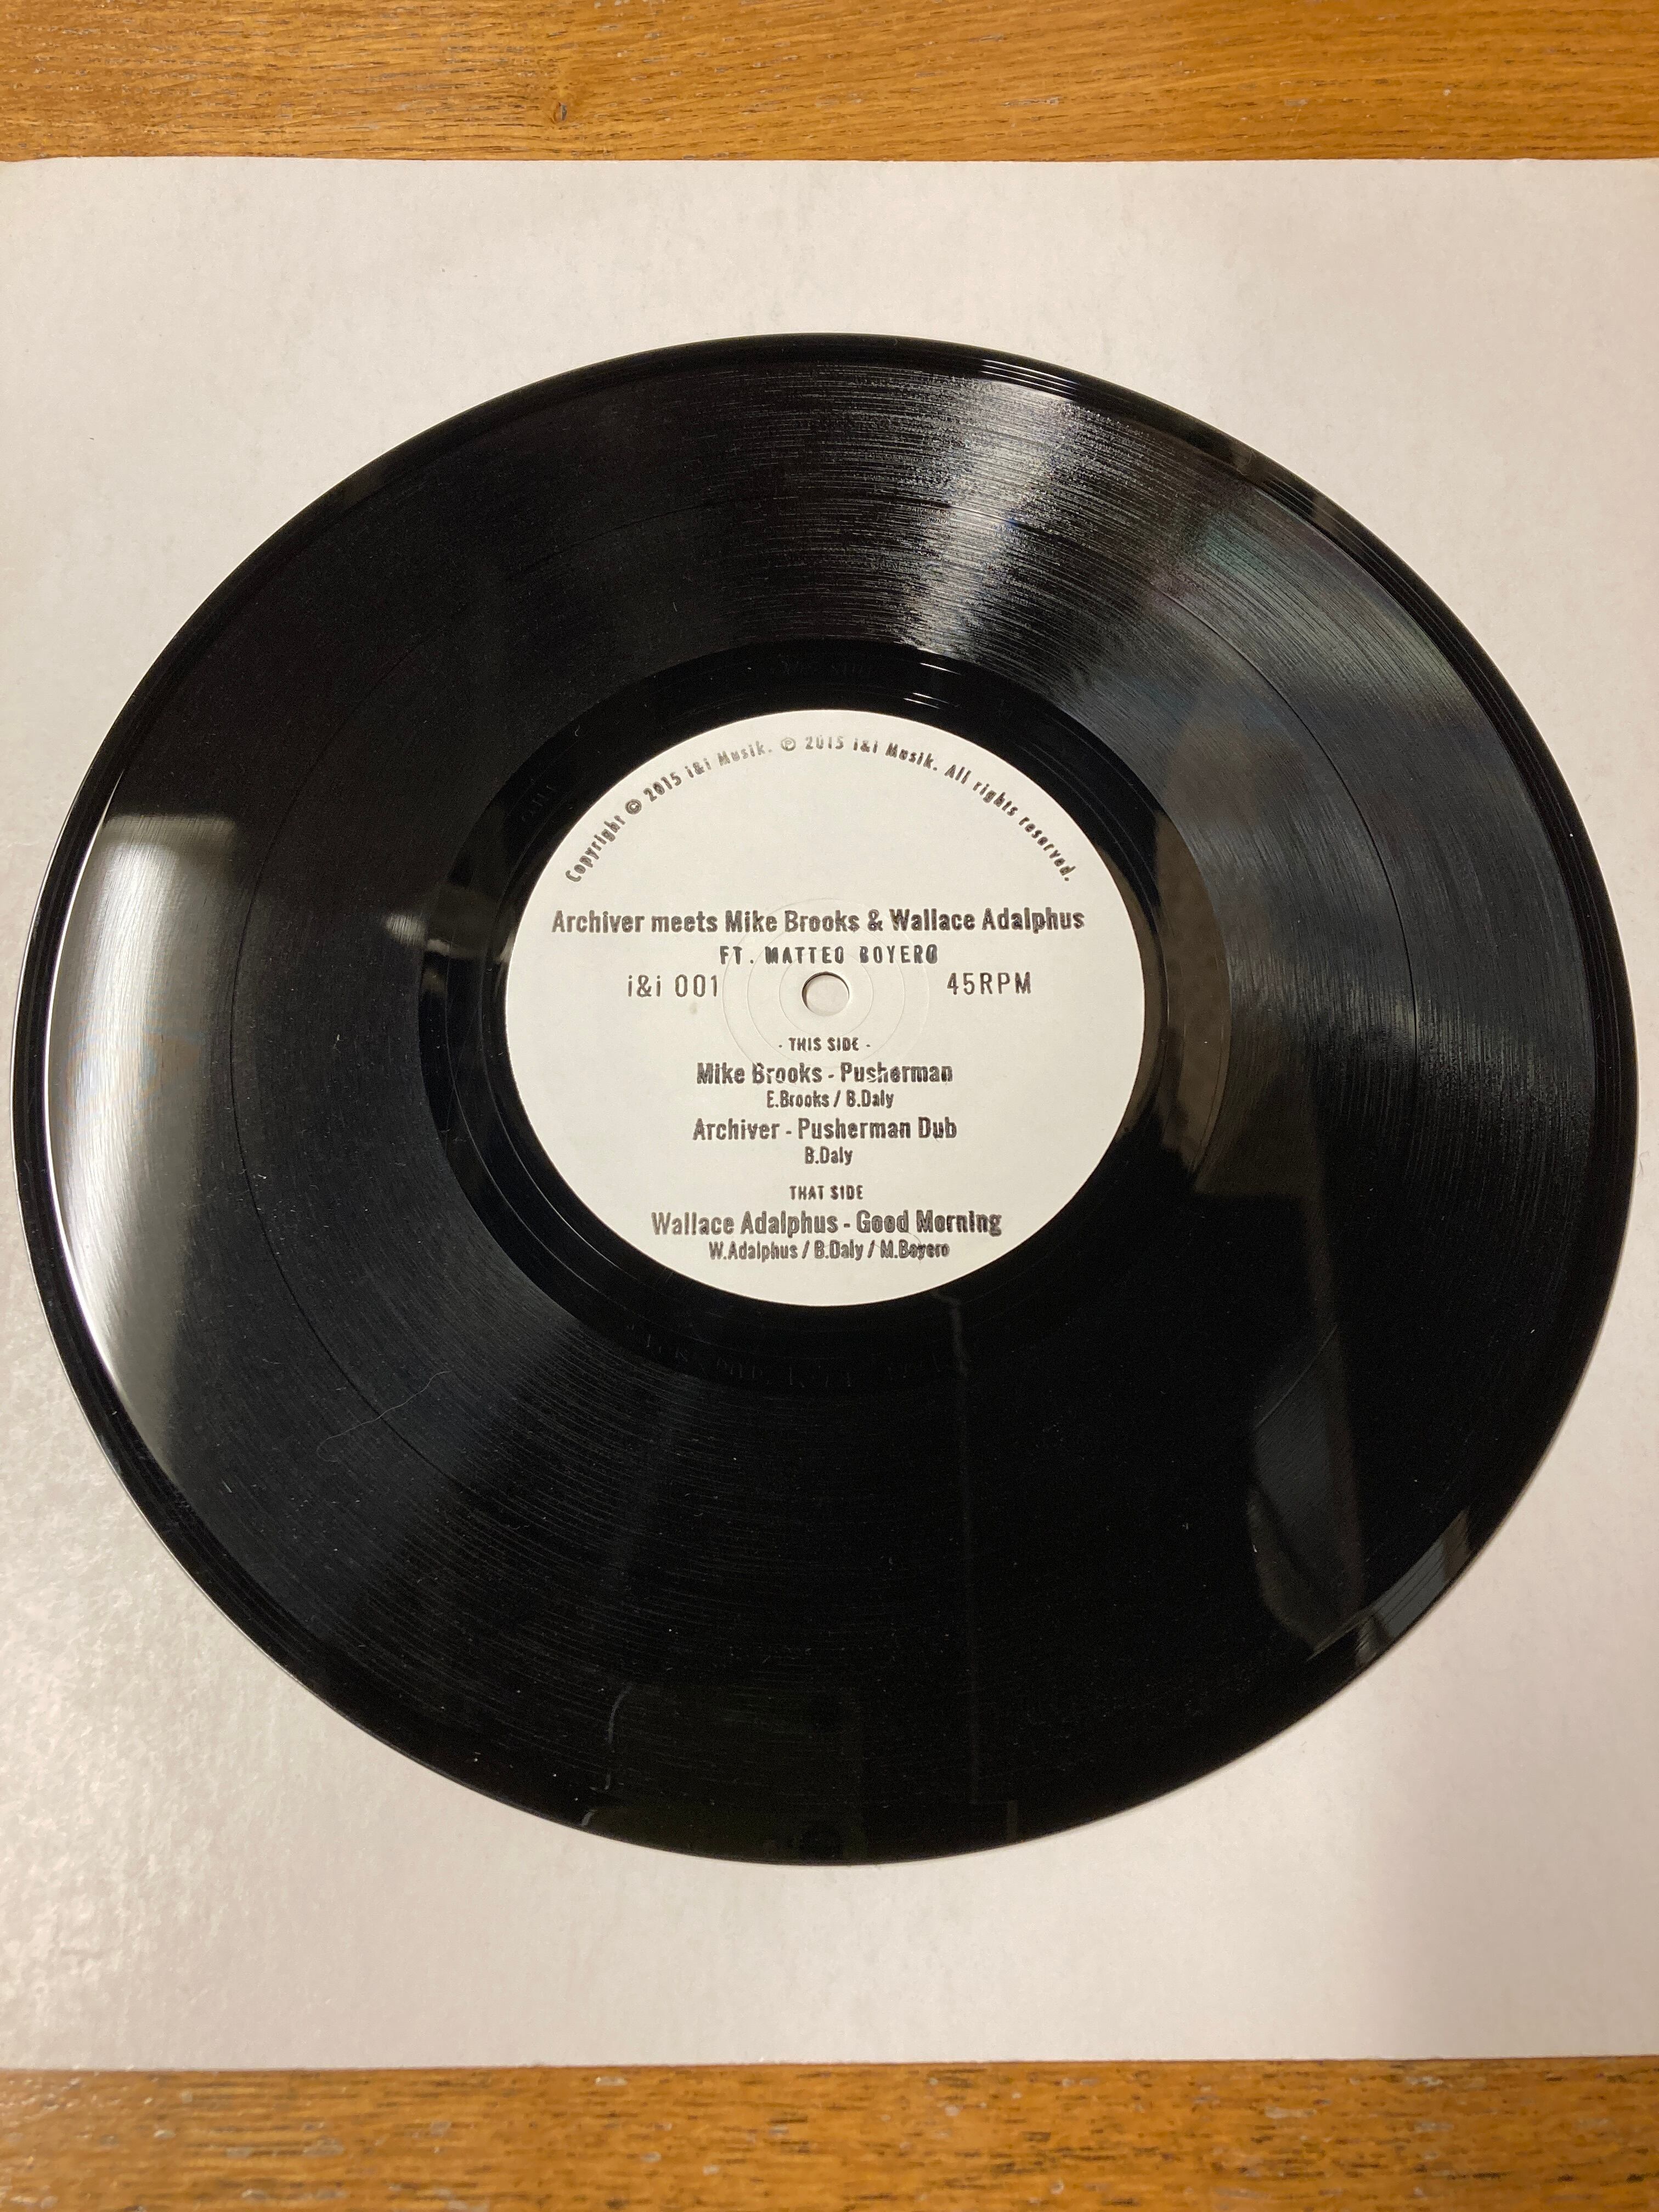 Copyright © 2015 i&i Musik. ℗ 2015 i&i Musik. All rights reserved.
Archiver meets Mike Brooks & Wallace Adalphus
FT. MATTEO BOYERO
i&i 001 45RPM
- THIS SIDE -
Mike Brooks - Pusherman
E.Brooks / B.Daly
Archiver - Pusherman Dub
B.Daly
THAT SIDE
Wallace Adalphus - Good Morning
W.Adalphus / B.Daly / M.Boyero